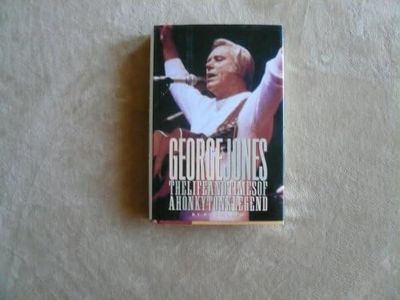 GEORGE JONES
THE LIFE AND TIMES OF
A HONKY TONK LEGEND